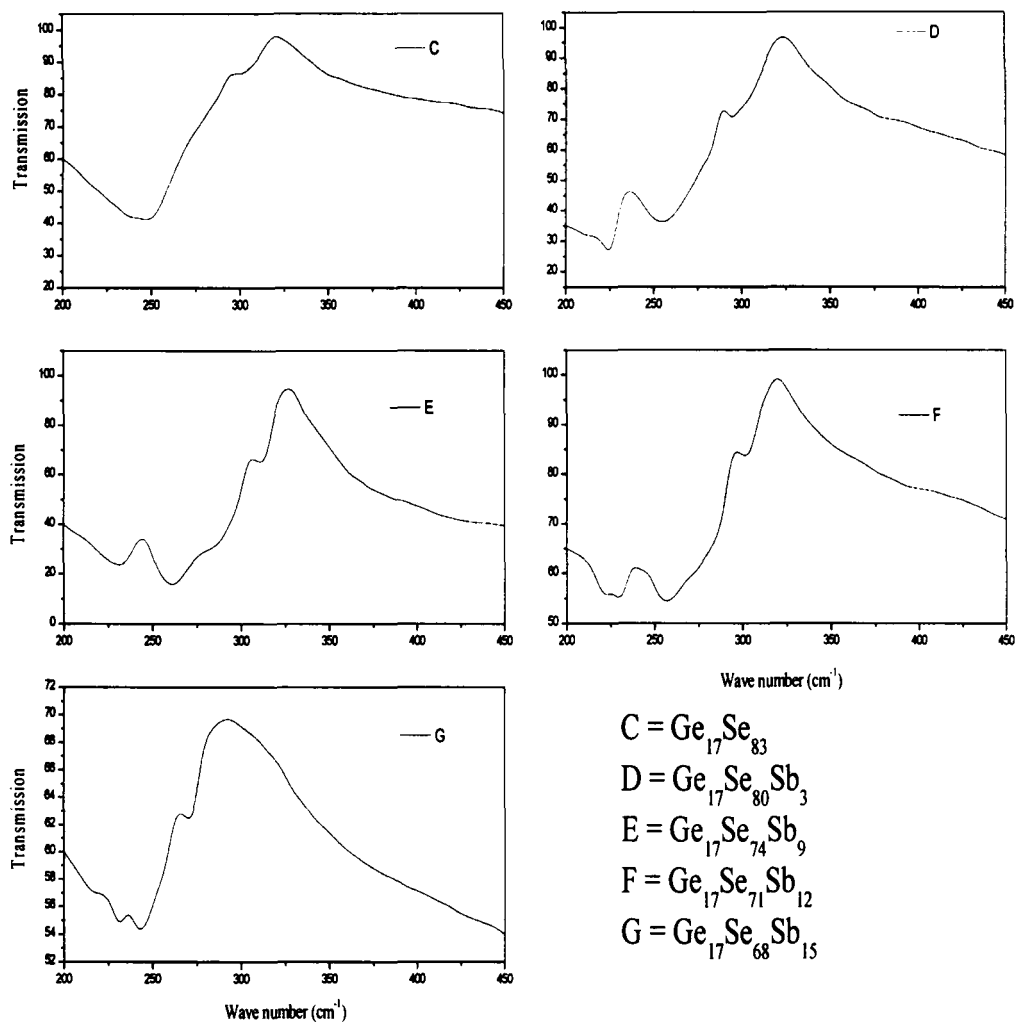 Transmission
100
90
80
70
60
50
40
30
20
200 250 300 350 400 450
C
100
90
80
70
60
50
40
30
20
200 250 300 350 400 450
D
Transmission
100
80
60
40
20
0
200 250 300 350 400 450
E
100
90
80
70
60
50
200 250 300 350 400 450
F
Wave number (cm⁻¹)
Transmission
72
70
68
66
64
62
60
58
56
54
52
200 250 300 350 400 450
G
Wave number (cm⁻¹)
C = Ge₁₇Se₈₃
D = Ge₁₇Se₈₀Sb₃
E = Ge₁₇Se₇₄Sb₉
F = Ge₁₇Se₇₁Sb₁₂
G = Ge₁₇Se₆₈Sb₁₅